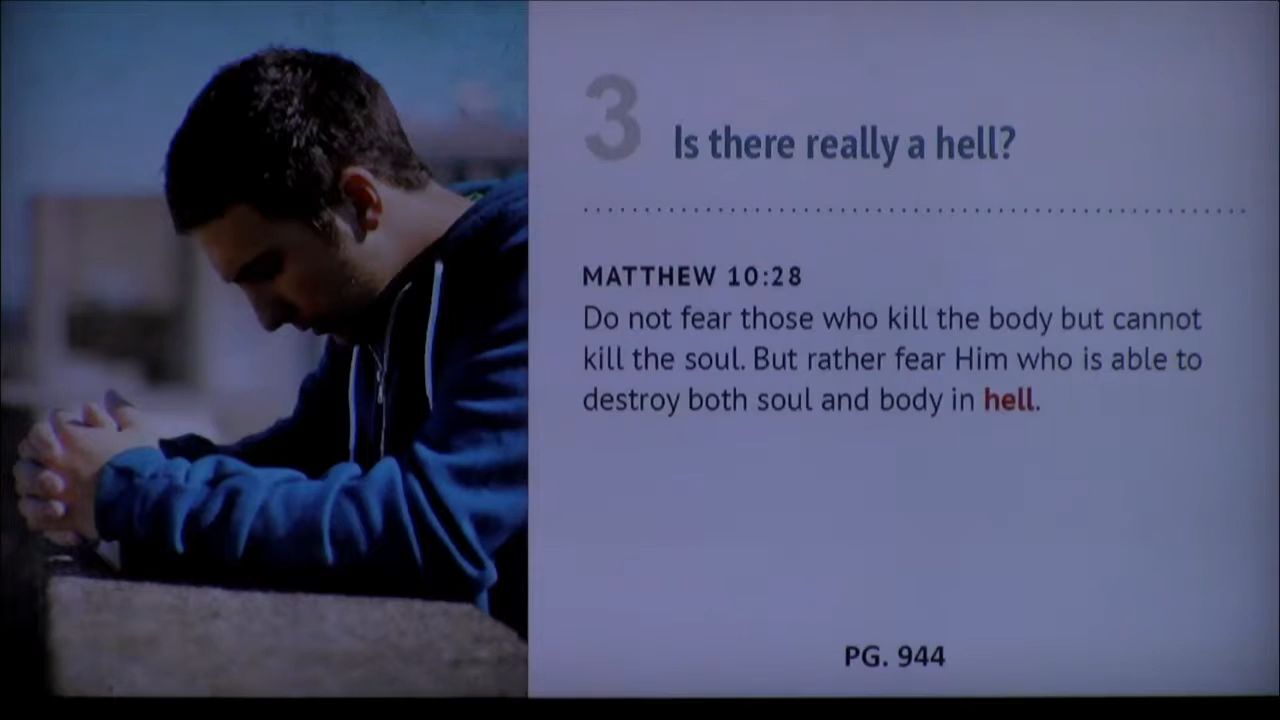 3 Is there really a hell?
MATTHEW 10:28
Do not fear those who kill the body but cannot
kill the soul. But rather fear Him who is able to
destroy both soul and body in hell.
PG. 944